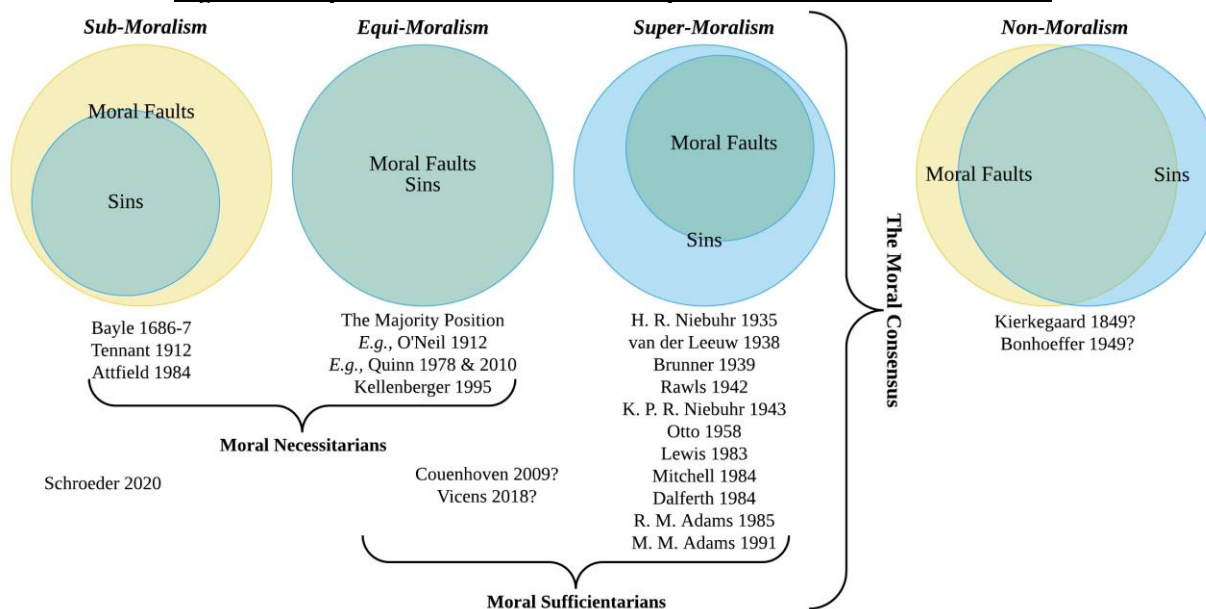 Sub-Moralism
Moral Faults
Sins
Bayle 1686-7
Tennant 1912
Attfield 1984
Equi-Moralism
Moral Faults
Sins
The Majority Position
E.g., O'Neil 1912
E.g., Quinn 1978 & 2010
Kellenberger 1995
Moral Necessitarians
Schroeder 2020
Couenhoven 2009?
Vicens 2018?
Super-Moralism
Moral Faults
Sins
H. R. Niebuhr 1935
van der Leeuw 1938
Brunner 1939
Rawls 1942
K. P. R. Niebuhr 1943
Otto 1958
Lewis 1983
Mitchell 1984
Dalferth 1984
R. M. Adams 1985
M. M. Adams 1991
Moral Sufficientarians
The Moral Consensus
Non-Moralism
Moral Faults
Sins
Kierkegaard 1849?
Bonhoeffer 1949?